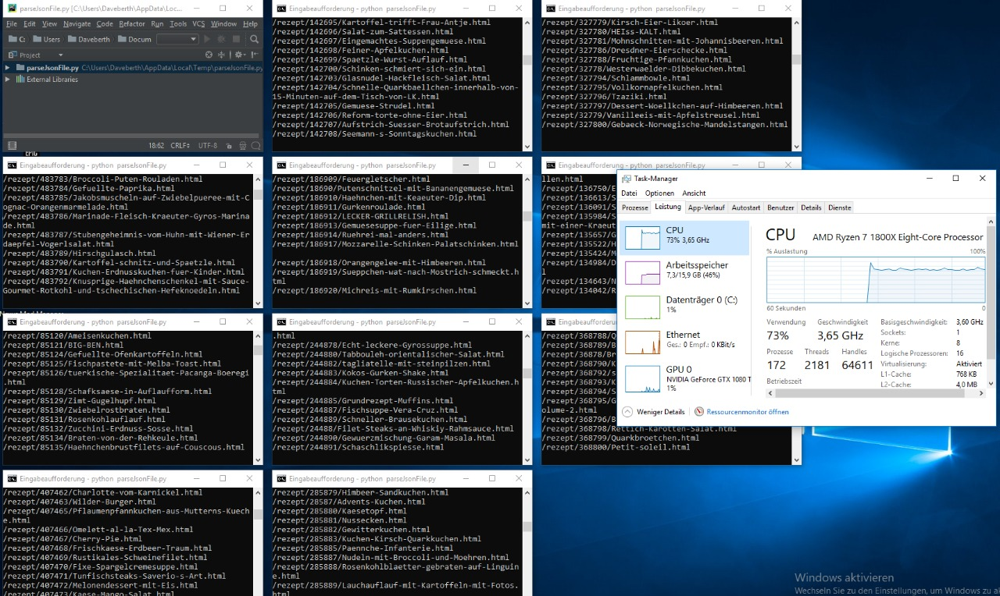 parseJsonFile.py [C:\Users\Daveberth\AppData\Loc...
File Edit View Navigate Code Refactor Run Tools VCS Window Help
C: Users Daveberth Docum
Project
parseJsonFile.py C:\Users\Daveberth\AppData\Local\Temp\parseJsonFile.py
External Libraries
18:62 CRLF UTF-8
EPIC
Eingabeaufforderung - python parseJsonFile.py
/rezept/142695/Kartoffel-trifft-Frau-Antje.html
/rezept/142696/Salat-zum-Sattessen.html
/rezept/142697/Eingemachtes-Suppengemuese.html
/rezept/142698/Feiner-Apfelkuchen.html
/rezept/142699/Spaetzle-Wurst-Auflauf.html
/rezept/142700/Schinken-schmiert-sich-ein.html
/rezept/142703/Glasnudel-Hackfleisch-Salat.html
/rezept/142704/Schnelle-Quarkbaellchen-innerhalb-von-
15-Minuten-auf-dem-Tisch-von-LK.html
/rezept/142705/Gemuese-Strudel.html
/rezept/142706/Reform-torte-ohne-Eier.html
/rezept/142707/Aufstrich-Suesser-Brotaufstrich.html
/rezept/142708/Seemann-s-Sonntagskuchen.html
Eingabeaufforderung - python parseJsonFile.py
/rezept/327779/Kirsch-Eier-Likoer.html
/rezept/327780/HEIss-KALT.html
/rezept/327781/Mohnschnitten-mit-Johannisbeeren.html
/rezept/327786/Dresdner-Eierschecke.html
/rezept/327788/Fruchtige-Pfannkuchen.html
/rezept/32778/Westerwaelder-Dibbekuchen.html
/rezept/327794/Schlammbowle.html
/rezept/327795/Vollkornapfelkuchen.html
/rezept/327796/Tzaziki.html
/rezept/327797/Dessert-Woellkchen-auf-Himbeeren.html
/rezept/32779/Vanilleeis-mit-Apfelstreusel.html
/rezept/327800/Gebaeck-Norwegische-Mandelstangen.html
Eingabeaufforderung - python parseJsonFile.py
/rezept/483783/Broccoli-Puten-Rouladen.html
/rezept/483784/Gefuellte-Paprika.html
/rezept/483785/Jakobsmuscheln-auf-Zwiebelpueree-mit-C
ognac-Orangenmarmelade.html
/rezept/483786/Marinade-Fleisch-Kraeuter-Gyros-Marina
de.html
/rezept/483787/Stubengeheimnis-vom-Huhn-mit-Wiener-Er
daepfel-Vogerlsalat.html
/rezept/483789/Hirschgulasch.html
/rezept/483790/Kartoffel-schnitz-und-Spaetzle.html
/rezept/483791/Kuchen-Erdnusskuchen-fuer-Kinder.html
/rezept/483792/Knusprige-Haehnchenschenkel-mit-Sauce-
Gourmet-Rotkohl-und-tschechischen-Hefeknoedeln.html
Eingabeaufforderung - python parseJsonFile.py
/rezept/186909/Feuergletscher.html
/rezept/18690/Putenschnitzel-mit-Bananengemuese.html
/rezept/186910/Haehnchen-mit-Keaeuter-Dip.html
/rezept/186911/Gurkenroulade.html
/rezept/186912/LECKER-GRILLRELISH.html
/rezept/186913/Gemuesesuppe-fuer-Eilige.html
/rezept/186914/Ruehrei-mal-anders.html
/rezept/186917/Mozzarelle-Schinken-Palatschinken.html
/rezept/186918/Orangengelee-mit-Himbeeren.html
/rezept/186919/Sueppchen-wat-nach-Mostrich-schmeckt.h
tml
/rezept/186920/Michreis-mit-Rumkirschen.html
Eingabeaufforderung - python parseJsonFile.py
llen.html
/rezept/136750/E
/rezept/136613/S
/rezept/136091/S
/rezept/135984/S
mit-einer-Kraeut
/rezept/135657/G
/rezept/135522/H
/rezept/135424/M
/rezept/134984/D
l
/rezept/134643/N
/rezept/134042/R
Task-Manager
Datei Optionen Ansicht
Prozesse Leistung App-Verlauf Autostart Benutzer Details Dienste
CPU
73% 3,65 GHz
Arbeitsspeicher
7,3/15,9 GB (46%)
Datenträger 0 (C:)
1%
Ethernet
Ges.: 0 Empf.: 0 KBit/s
GPU 0
NVIDIA GeForce GTX 1080 T
1%
CPU AMD Ryzen 7 1800X Eight-Core Processor
% Auslastung 100%
60 Sekunden 0
Verwendung Geschwindigkeit
73% 3,65 GHz
Prozesse Threads Handles
172 2181 64611
Betriebszeit
Basisgeschwindigkeit: 3,60 GHz
Sockets: 1
Kerne: 8
Logische Prozessoren: 16
Virtualisierung: Aktiviert
L1-Cache: 768 KB
L2-Cache: 4,0 MB
Weniger Details Ressourcenmonitor öffnen
Eingabeaufforderung - python parseJsonFile.py
/rezept/85120/Ameisenkuchen.html
/rezept/85121/BIG-BEN.html
/rezept/85124/Gefuellte-Ofenkartoffeln.html
/rezept/85125/Fischpastete-mit-Melba-Toast.html
/rezept/85126/tuerkische-Spezialitaet-Pacanga-Boeregi
.html
/rezept/85128/Schafksaese-in-Auflaufform.html
/rezept/85129/Zimt-Gugelhupf.html
/rezept/85130/Zwiebelrostbraten.html
/rezept/85131/Rosenkohlauflauf.html
/rezept/85132/Zucchini-Erdnuss-Sosse.html
/rezept/85134/Braten-von-der-Rehkeule.html
/rezept/85135/Haehnchenbrustfilets-auf-Couscous.html
Eingabeaufforderung - python parseJsonFile.py
.html
/rezept/244878/Echt-leckere-Gyrossuppe.html
/rezept/244880/Tabbouleh-orientalischer-Salat.html
/rezept/244882/tagliatelle-mit-steinpilzen.html
/rezept/244883/Kokos-Gurken-Shake.html
/rezept/244884/Kuchen-Torten-Russischer-Apfelkuchen.h
tml
/rezept/244885/Grundrezept-Muffins.html
/rezept/244887/Fischsuppe-Vera-Cruz.html
/rezept/244889/Schneller-Brausekuchen.html
/rezept/24488/Filet-Steaks-an-Whiskiy-Rahmsauce.html
/rezept/244890/Gewuerzmischung-Garam-Masala.html
/rezept/244891/Schaschlikspiesse.html
Eingabeaufforderung
/rezept/368788/Q
/rezept/368789/B
/rezept/36878/Br
/rezept/368790/K
/rezept/368792/s
/rezept/368793/K
/rezept/368794/S
/rezept/368795/G
olume-2.html
/rezept/368796/B
/rezept/368798/Rettich-Karotten-Salat.html
/rezept/368799/Quarkbroetchen.html
/rezept/368800/Petit-soleil.html
Eingabeaufforderung - python parseJsonFile.py
/rezept/407462/Charlotte-vom-Karnickel.html
/rezept/407463/Wilder-Burger.html
/rezept/407465/Pflaumenpfannkuchen-aus-Mutterns-Kuech
e.html
/rezept/407466/Omelett-al-la-Tex-Mex.html
/rezept/407467/Cherry-Pie.html
/rezept/407468/Frischkaese-Erdbeer-Traum.html
/rezept/407469/Rustikales-Schweinefilet.html
/rezept/407470/Fixe-Spargelcremesuppe.html
/rezept/407471/Tunfischsteaks-Saverio-s-Art.html
/rezept/407472/Melonendessert-mit-Eis.html
/rezept/407473/Kaese-Mango-Salat.html
Eingabeaufforderung - python parseJsonFile.py
/rezept/285879/Himbeer-Sandkuchen.html
/rezept/28587/Advents-Kuchen.html
/rezept/285880/Kaesetopf.html
/rezept/285881/Nussecken.html
/rezept/285882/Gewitterkuchen.html
/rezept/285883/Kuchen-Kirsch-Quarkkuchen.html
/rezept/285885/Paennche-Infanterie.html
/rezept/285887/Nudeln-mit-Broccoli-und-Moehren.html
/rezept/285888/Rosenkohlblaetter-gebraten-auf-Linguin
e.html
/rezept/285889/Lauchauflauf-mit-Kartoffeln-mit-Fotos.
html
Windows aktivieren
Wechseln Sie zu den Einstellungen, um Windows zu a